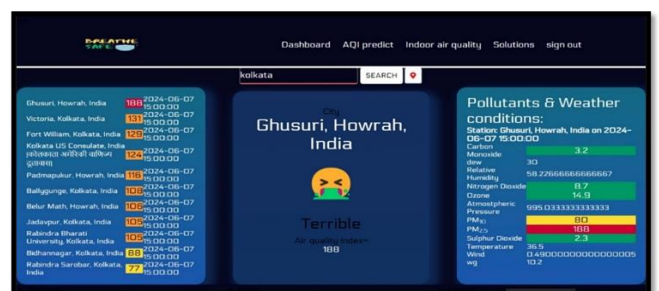 BREATHE
SAFE
Dashboard AQI predict Indoor air quality Solutions sign out
kolkata SEARCH
Ghusuri, Howrah, India 188 2024-06-07 15:00:00
Victoria, Kolkata, India 131 2024-06-07 15:00:00
Fort William, Kolkata, India 129 2024-06-07 15:00:00
Kolkata US Consulate, India
(कोलकाता अमेरिकी वाणिज्य
दूतावास) 124 2024-06-07 15:00:00
Padmapukur, Howrah, India 116 2024-06-07 15:00:00
Ballygunge, Kolkata, India 108 2024-06-07 15:00:00
Belur Math, Howrah, India 106 2024-06-07 15:00:00
Jadavpur, Kolkata, India 105 2024-06-07 15:00:00
Rabindra Bharati
University, Kolkata, India 105 2024-06-07 15:00:00
Bidhannagar, Kolkata, India 88 2024-06-07 15:00:00
Rabindra Sarobar, Kolkata,
India 77 2024-06-07 15:00:00
City
Ghusuri, Howrah,
India
Terrible
Air quality index=
188
Pollutants & Weather
conditions:
Station: Ghusuri, Howrah, India on 2024-
06-07 15:00:00
Carbon
Monoxide 3.2
dew 30
Relative
Humidity 58.22666666666667
Nitrogen Dioxide 8.7
Ozone 14.9
Atmostpheric
Pressure 995.0333333333333
PM₁₀ 80
PM₂.₅ 188
Sulphur Dioxide 2.3
Temperature 36.5
Wind 0.49000000000000005
wg 10.2